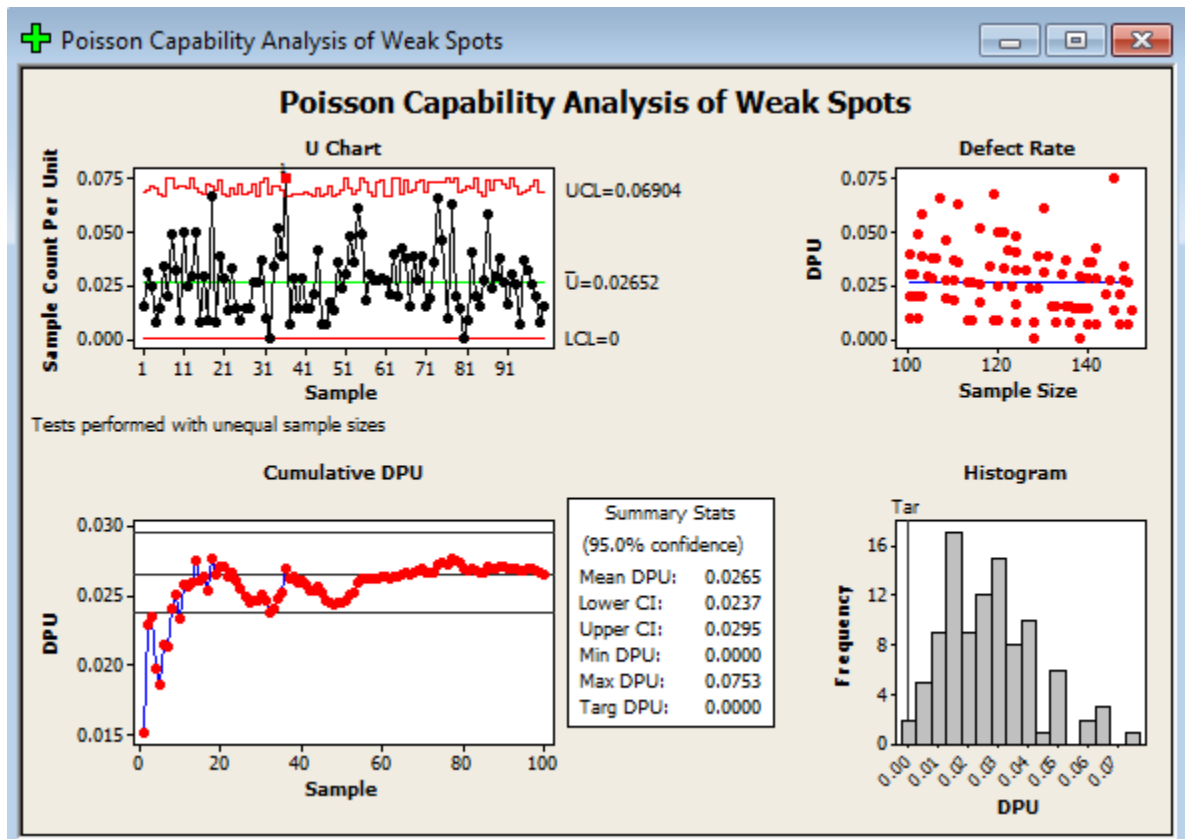 Poisson Capability Analysis of Weak Spots
Poisson Capability Analysis of Weak Spots
U Chart
Sample Count Per Unit
0.075
0.050
0.025
0.000
1
UCL=0.06904
U̅=0.02652
LCL=0
1 11 21 31 41 51 61 71 81 91
Sample
Tests performed with unequal sample sizes
Defect Rate
DPU
0.075
0.050
0.025
0.000
100 120 140
Sample Size
Cumulative DPU
DPU
0.030
0.025
0.020
0.015
0 20 40 60 80 100
Sample
Summary Stats
(95.0% confidence)
Mean DPU: 0.0265
Lower CI: 0.0237
Upper CI: 0.0295
Min DPU: 0.0000
Max DPU: 0.0753
Targ DPU: 0.0000
Histogram
Tar
Frequency
16
12
8
4
0
0.00 0.01 0.02 0.03 0.04 0.05 0.06 0.07
DPU